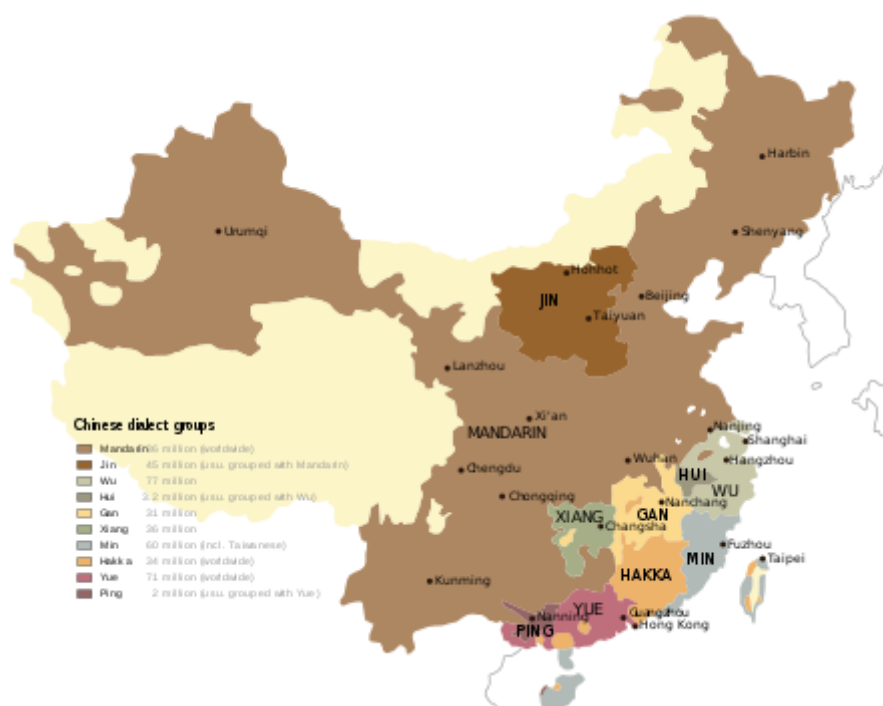 Harbin
Urumqi
Shenyang
Hohhot
JIN
Beijing
Taiyuan
Lanzhou
Xi'an
MANDARIN
Nanjing
Shanghai
Chengdu
Wuhan
Hangzhou
HUI
WU
Chongqing
Nanchang
XIANG
GAN
Changsha
Fuzhou
MIN
Taipei
HAKKA
Kunming
YUE
Guangzhou
Nanning
Hong Kong
PING
Chinese dialect groups
Mandarin 36 million (worldwide)
Jin 45 million (usu. grouped with Mandarin)
Wu 77 million
Hui 3.2 million (usu. grouped with Wu)
Gan 31 million
Xiang 36 million
Min 60 million (incl. Taiwanese)
Hakka 34 million (worldwide)
Yue 71 million (worldwide)
Ping 2 million (usu. grouped with Yue)